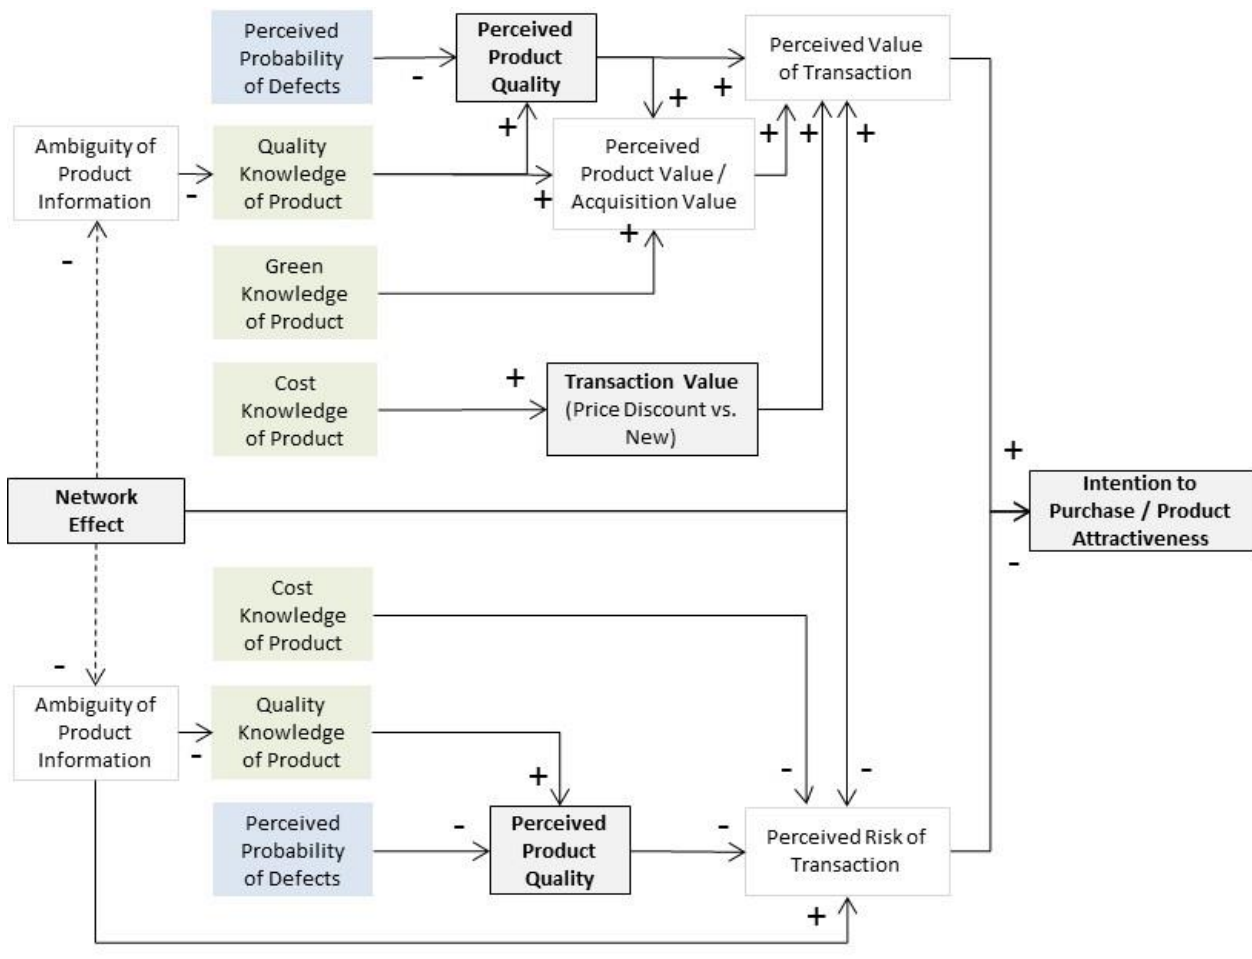 Perceived
Probability
of Defects
-
Perceived
Product
Quality
+
Perceived Value
of Transaction
Ambiguity of
Product
Information
-
Quality
Knowledge
of Product
+
+
+
Perceived
Product Value /
Acquisition Value
+
+
+
+
-
Green
Knowledge
of Product
Cost
Knowledge
of Product
+
Transaction Value
(Price Discount vs.
New)
Network
Effect
+
Intention to
Purchase / Product
Attractiveness
-
Cost
Knowledge
of Product
-
Ambiguity of
Product
Information
-
Quality
Knowledge
of Product
+
-
-
Perceived
Probability
of Defects
-
Perceived
Product
Quality
-
Perceived Risk of
Transaction
+